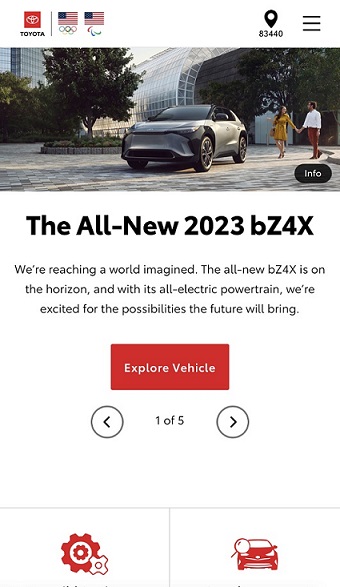 TOYOTA
83440
Info
The All-New 2023 bZ4X
We're reaching a world imagined. The all-new bZ4X is on
the horizon, and with its all-electric powertrain, we're
excited for the possibilities the future will bring.
Explore Vehicle
1 of 5